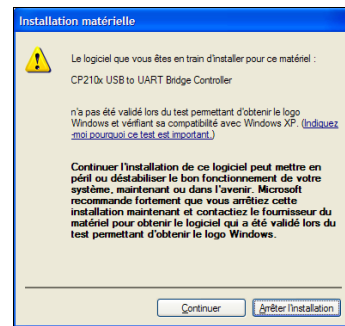 Installation matérielle
Le logiciel que vous êtes en train d'installer pour ce matériel :
CP210x USB to UART Bridge Controller
n'a pas été validé lors du test permettant d'obtenir le logo
Windows et vérifiant sa compatibilité avec Windows XP. (Indiquez
-moi pourquoi ce test est important.)
Continuer l'installation de ce logiciel peut mettre en
péril ou déstabiliser le bon fonctionnement de votre
système, maintenant ou dans l'avenir. Microsoft
recommande fortement que vous arrêtiez cette
installation maintenant et contactiez le fournisseur du
matériel pour obtenir le logiciel qui a été validé lors du
test permettant d'obtenir le logo Windows.
Continuer
Arrêter l'installation